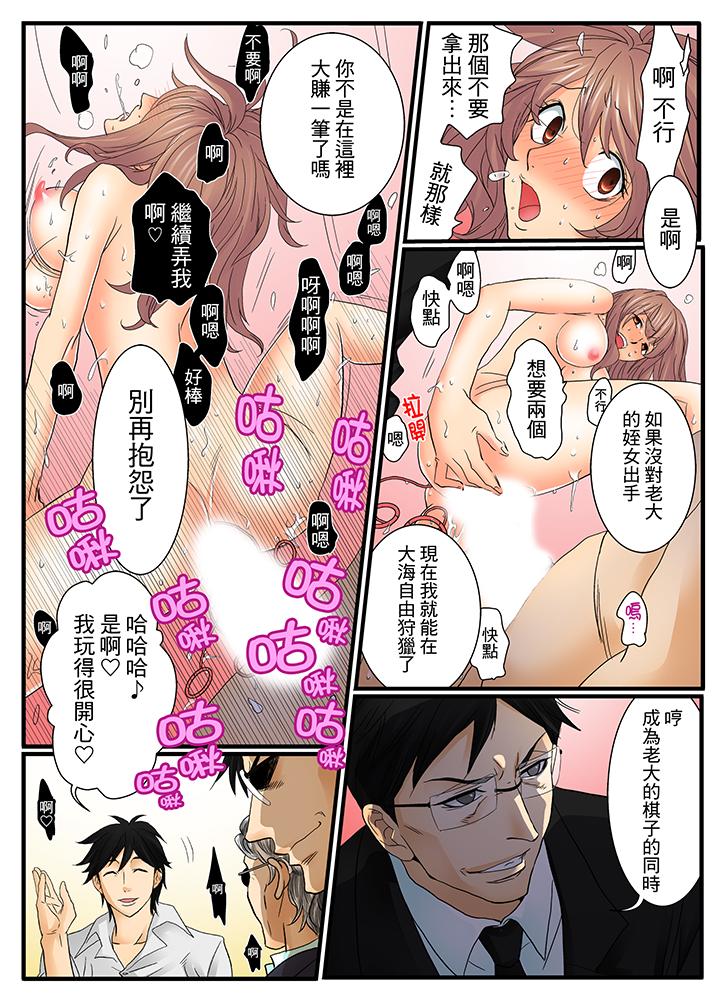 啊 不行
那個不要
拿出來…
就那樣
是啊
啊
啊嗯
快點
想要兩個
不行
拉開
嗯
如果沒對老大
的姪女出手
現在我就能在
大海自由狩獵了
嗚…
快點
哼
成為老大的棋子的同時
你不是在這裡
大賺一筆了嗎
不要啊
啊啊
啊
繼續弄我
啊♡
啊嗯
啊嗯
呀啊啊啊
啊嗯
好棒
啊
別再抱怨了
咕啾
咕啾
咕啾
咕啾
咕啾
咕啾
咕啾
咕啾
咕啾
啊嗯
啊
哈哈哈♪
是啊♡
我玩得很開心♡
啊♡
啊
啊